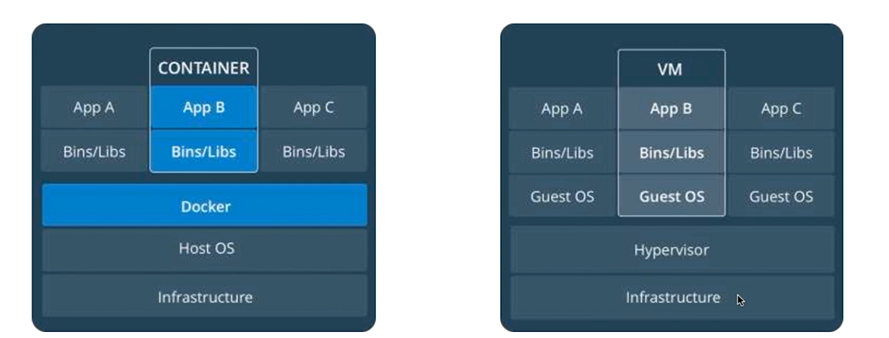 CONTAINER
App A App B App C
Bins/Libs Bins/Libs Bins/Libs
Docker
Host OS
Infrastructure
VM
App A App B App C
Bins/Libs Bins/Libs Bins/Libs
Guest OS Guest OS Guest OS
Hypervisor
Infrastructure